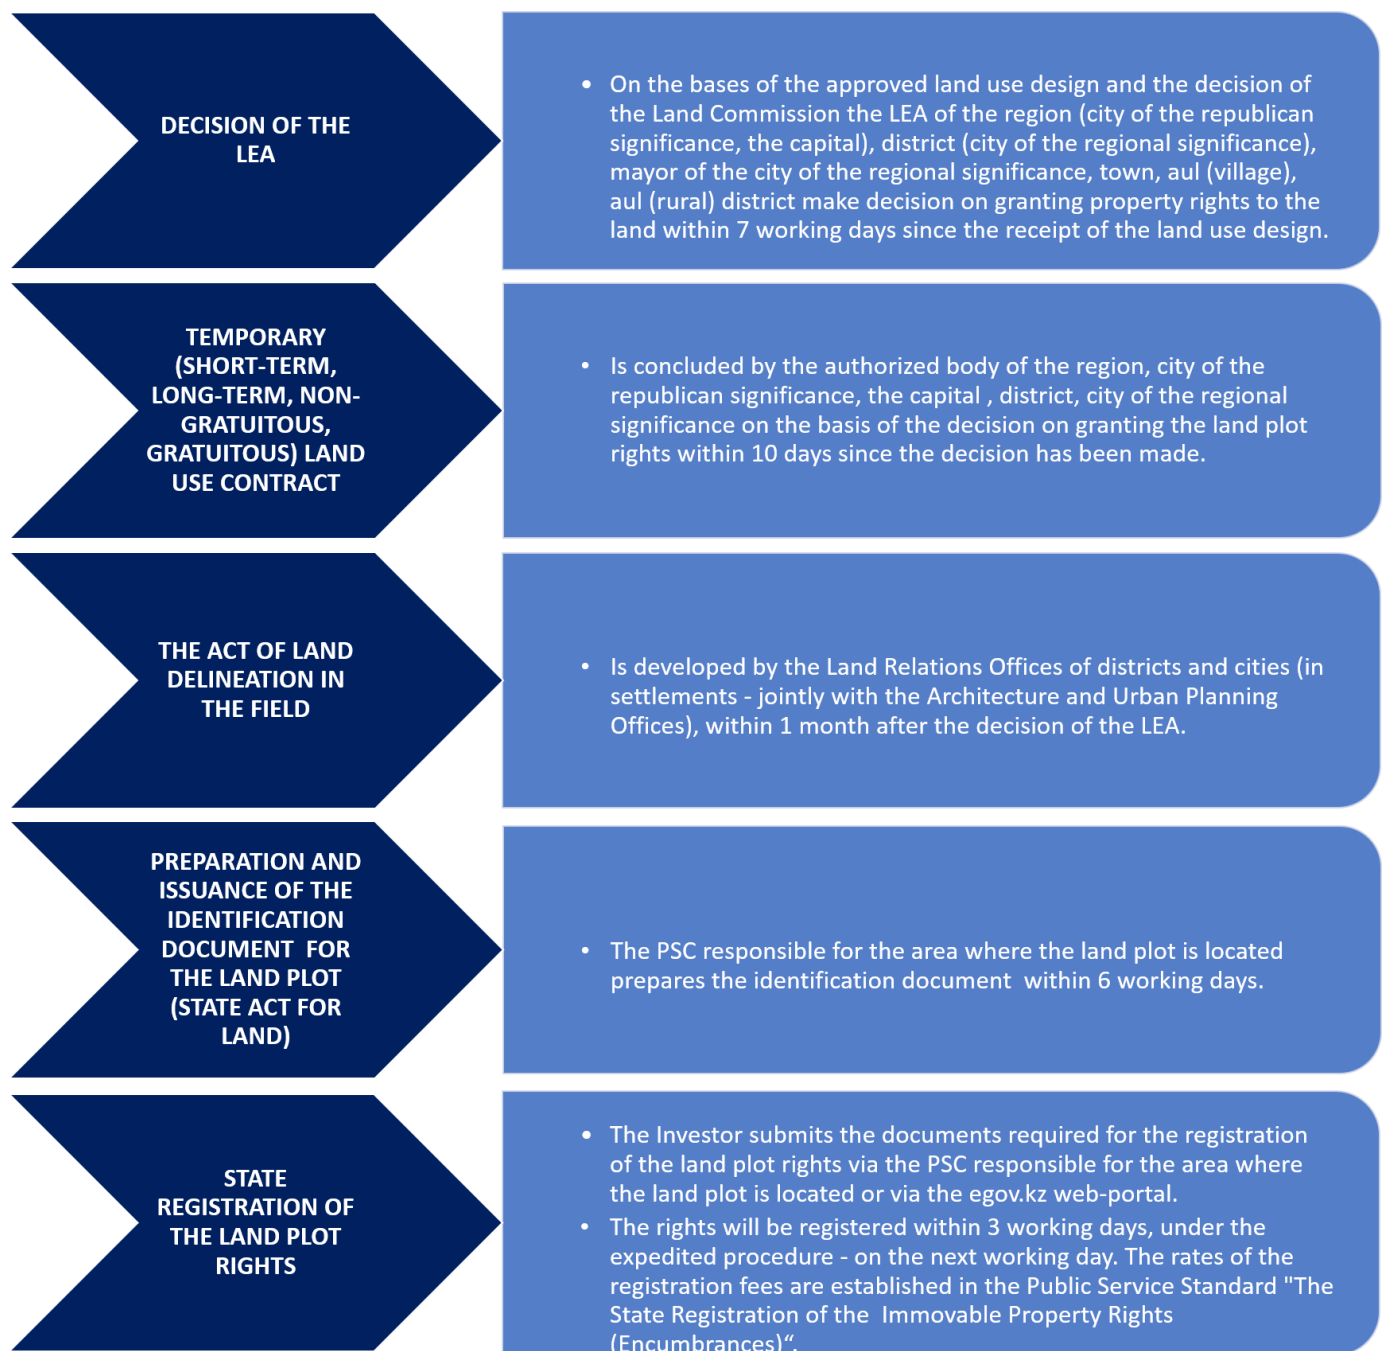 DECISION OF THE
LEA
• On the bases of the approved land use design and the decision of
the Land Commission the LEA of the region (city of the republican
significance, the capital), district (city of the regional significance),
mayor of the city of the regional significance, town, aul (village),
aul (rural) district make decision on granting property rights to the
land within 7 working days since the receipt of the land use design.
TEMPORARY
(SHORT-TERM,
LONG-TERM, NON-
GRATUITOUS,
GRATUITOUS) LAND
USE CONTRACT
• Is concluded by the authorized body of the region, city of the
republican significance, the capital , district, city of the regional
significance on the basis of the decision on granting the land plot
rights within 10 days since the decision has been made.
THE ACT OF LAND
DELINEATION IN
THE FIELD
• Is developed by the Land Relations Offices of districts and cities (in
settlements - jointly with the Architecture and Urban Planning
Offices), within 1 month after the decision of the LEA.
PREPARATION AND
ISSUANCE OF THE
IDENTIFICATION
DOCUMENT  FOR
THE LAND PLOT
(STATE ACT FOR
LAND)
• The PSC responsible for the area where the land plot is located
prepares the identification document  within 6 working days.
STATE
REGISTRATION OF
THE LAND PLOT
RIGHTS
• The Investor submits the documents required for the registration
of the land plot rights via the PSC responsible for the area where
the land plot is located or via the egov.kz web-portal.
• The rights will be registered within 3 working days, under the
expedited procedure - on the next working day. The rates of the
registration fees are established in the Public Service Standard "The
State Registration of the  Immovable Property Rights
(Encumbrances)“.